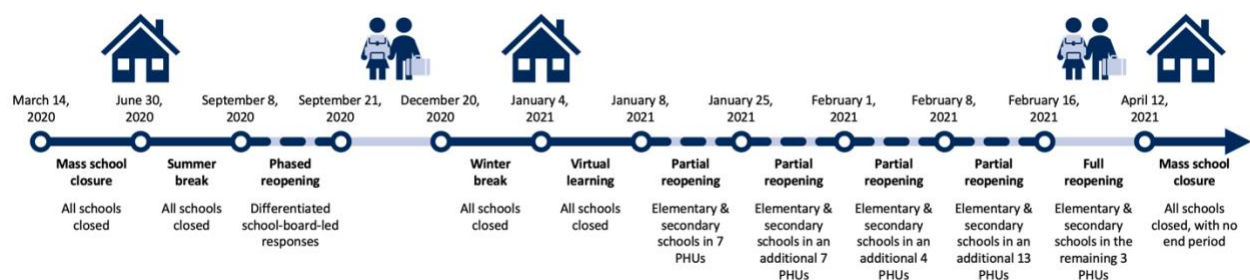 March 14,
2020
June 30,
2020
September 8,
2020
September 21,
2020
December 20,
2020
January 4,
2021
January 8,
2021
January 25,
2021
February 1,
2021
February 8,
2021
February 16,
2021
April 12,
2021
Mass school
closure
All schools
closed
Summer
break
All schools
closed
Phased
reopening
Differentiated
school-board-led
responses
Winter
break
All schools
closed
Virtual
learning
All schools
closed
Partial
reopening
Elementary &
secondary
schools in 7
PHUs
Partial
reopening
Elementary &
secondary
schools in an
additional 7
PHUs
Partial
reopening
Elementary &
secondary
schools in an
additional 4
PHUs
Partial
reopening
Elementary &
secondary
schools in an
additional 13
PHUs
Full
reopening
Elementary &
secondary
schools in the
remaining 3
PHUs
Mass school
closure
All schools
closed, with no
end period